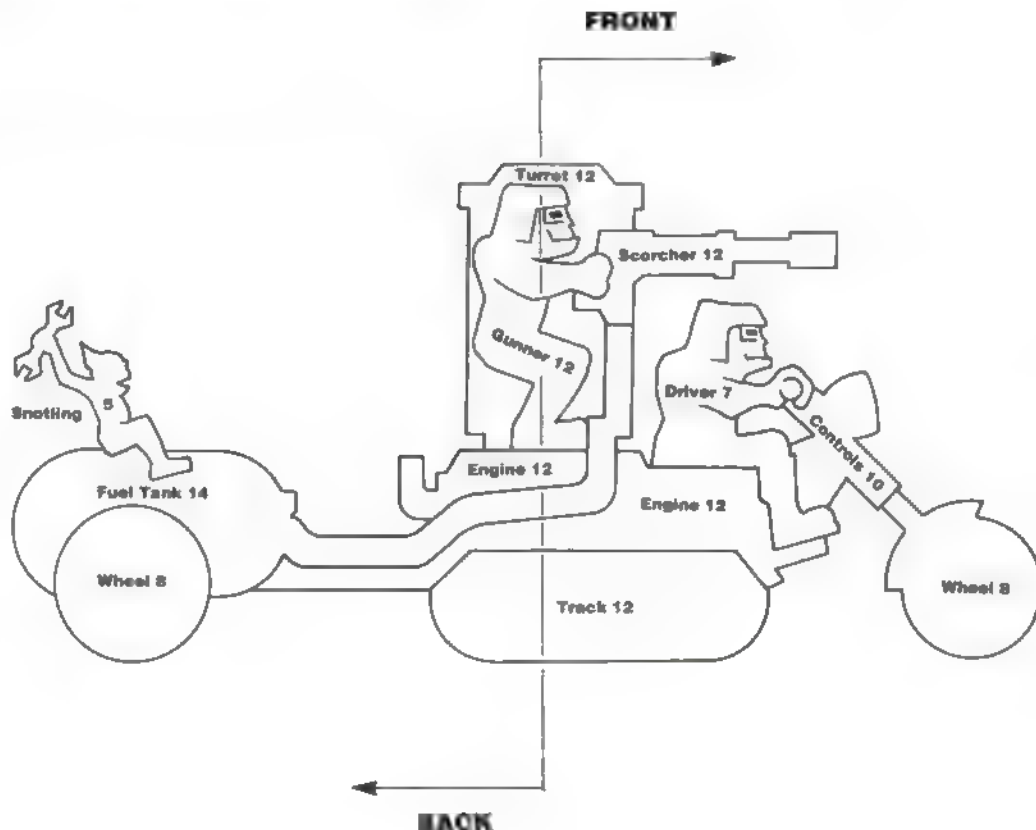 FRONT
Turret 12
Scorcher 12
Gunner 12
Driver 7
5
Snotling
Controls 10
Engine 12
Fuel Tank 14
Engine 12
Wheel 8
Wheel 8
Track 12
BACK